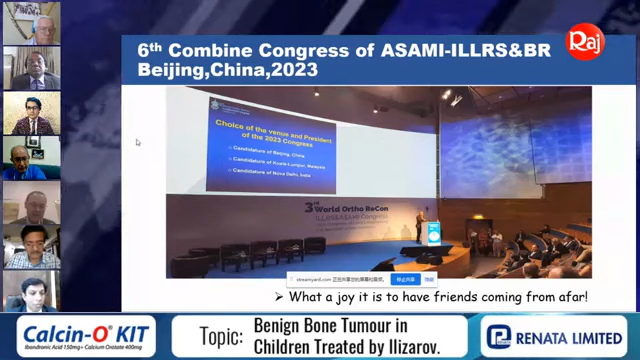 6th Combine Congress of ASAMI-ILLRS&BR
Beijing,China,2023
Raj
Choice of the venue and President
of the 2023 Congress
Candidature of Beijing, China
Candidature of Kuala-Lumpur, Malaysia
Candidature of Nova Delhi, India
3rd World Ortho ReCon
ILLRS ASAMI Congress
streamyard.com 正在共享您的屏幕和音频。
停止共享
隐藏
➢ What a joy it is to have friends coming from afar!
Calcin-O® KIT
Ibandronic Acid 150mg + Calcium Orotate 400mg
Topic:
Benign Bone Tumour in
Children Treated by Ilizarov.
RENATA LIMITED